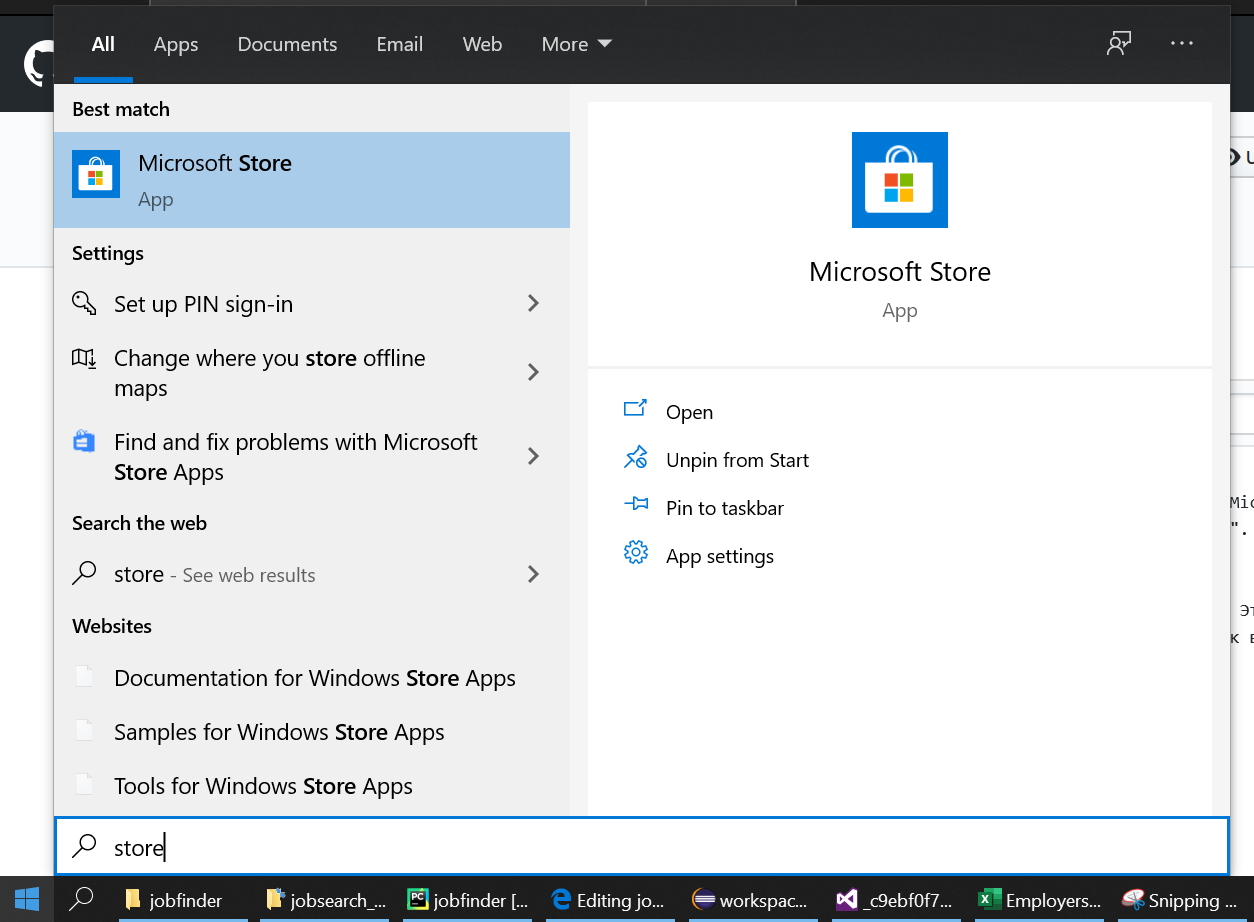 All Apps Documents Email Web More
Best match
Microsoft Store
App
Settings
Set up PIN sign-in
Change where you store offline
maps
Find and fix problems with Microsoft
Store Apps
Search the web
store - See web results
Websites
Documentation for Windows Store Apps
Samples for Windows Store Apps
Tools for Windows Store Apps
store
Microsoft Store
App
Open
Unpin from Start
Pin to taskbar
App settings
U
Mic
".
Эт
к в
jobfinder jobsearch_... PC jobfinder [... Editing jo... workspac... _c9ebf0f7... Employers... Snipping ...